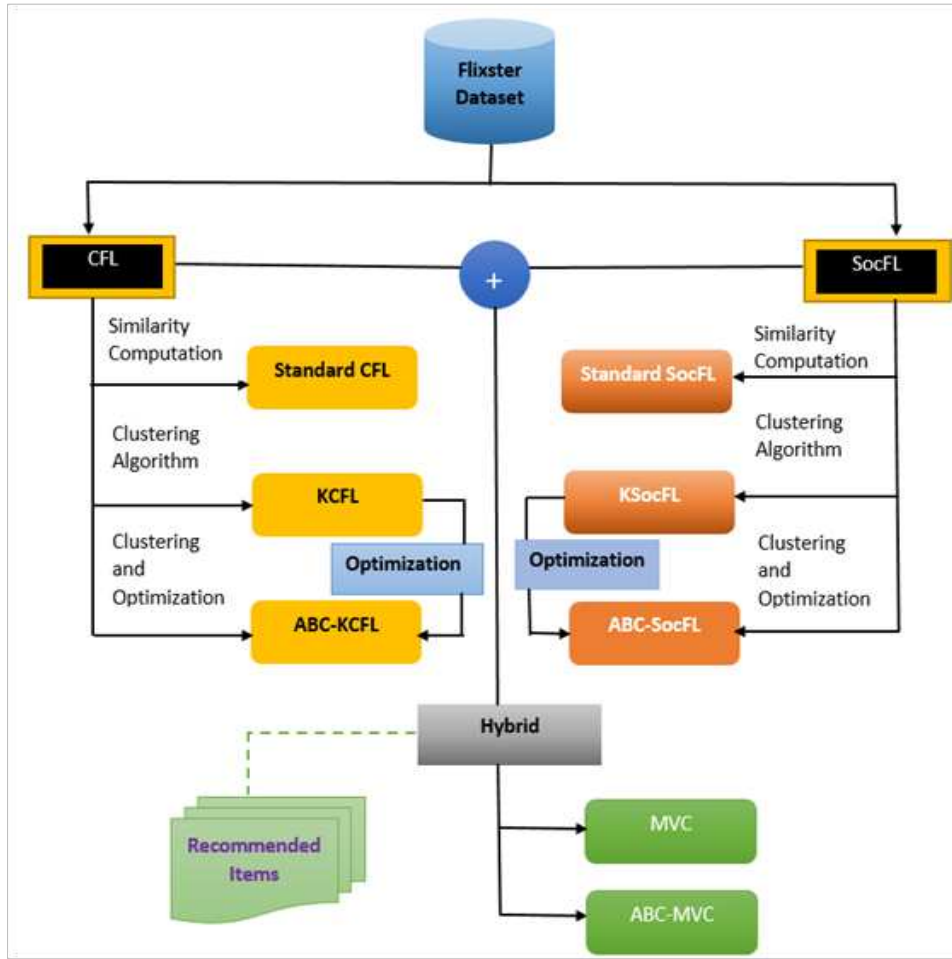 Flixster
Dataset
CFL
+
SocFL
Similarity
Computation
Standard CFL
Clustering
Algorithm
KCFL
Clustering
and
Optimization
Optimization
ABC-KCFL
Similarity
Computation
Standard SocFL
Clustering
Algorithm
KSocFL
Optimization
Clustering
and
Optimization
ABC-SocFL
Hybrid
Recommended
Items
MVC
ABC-MVC